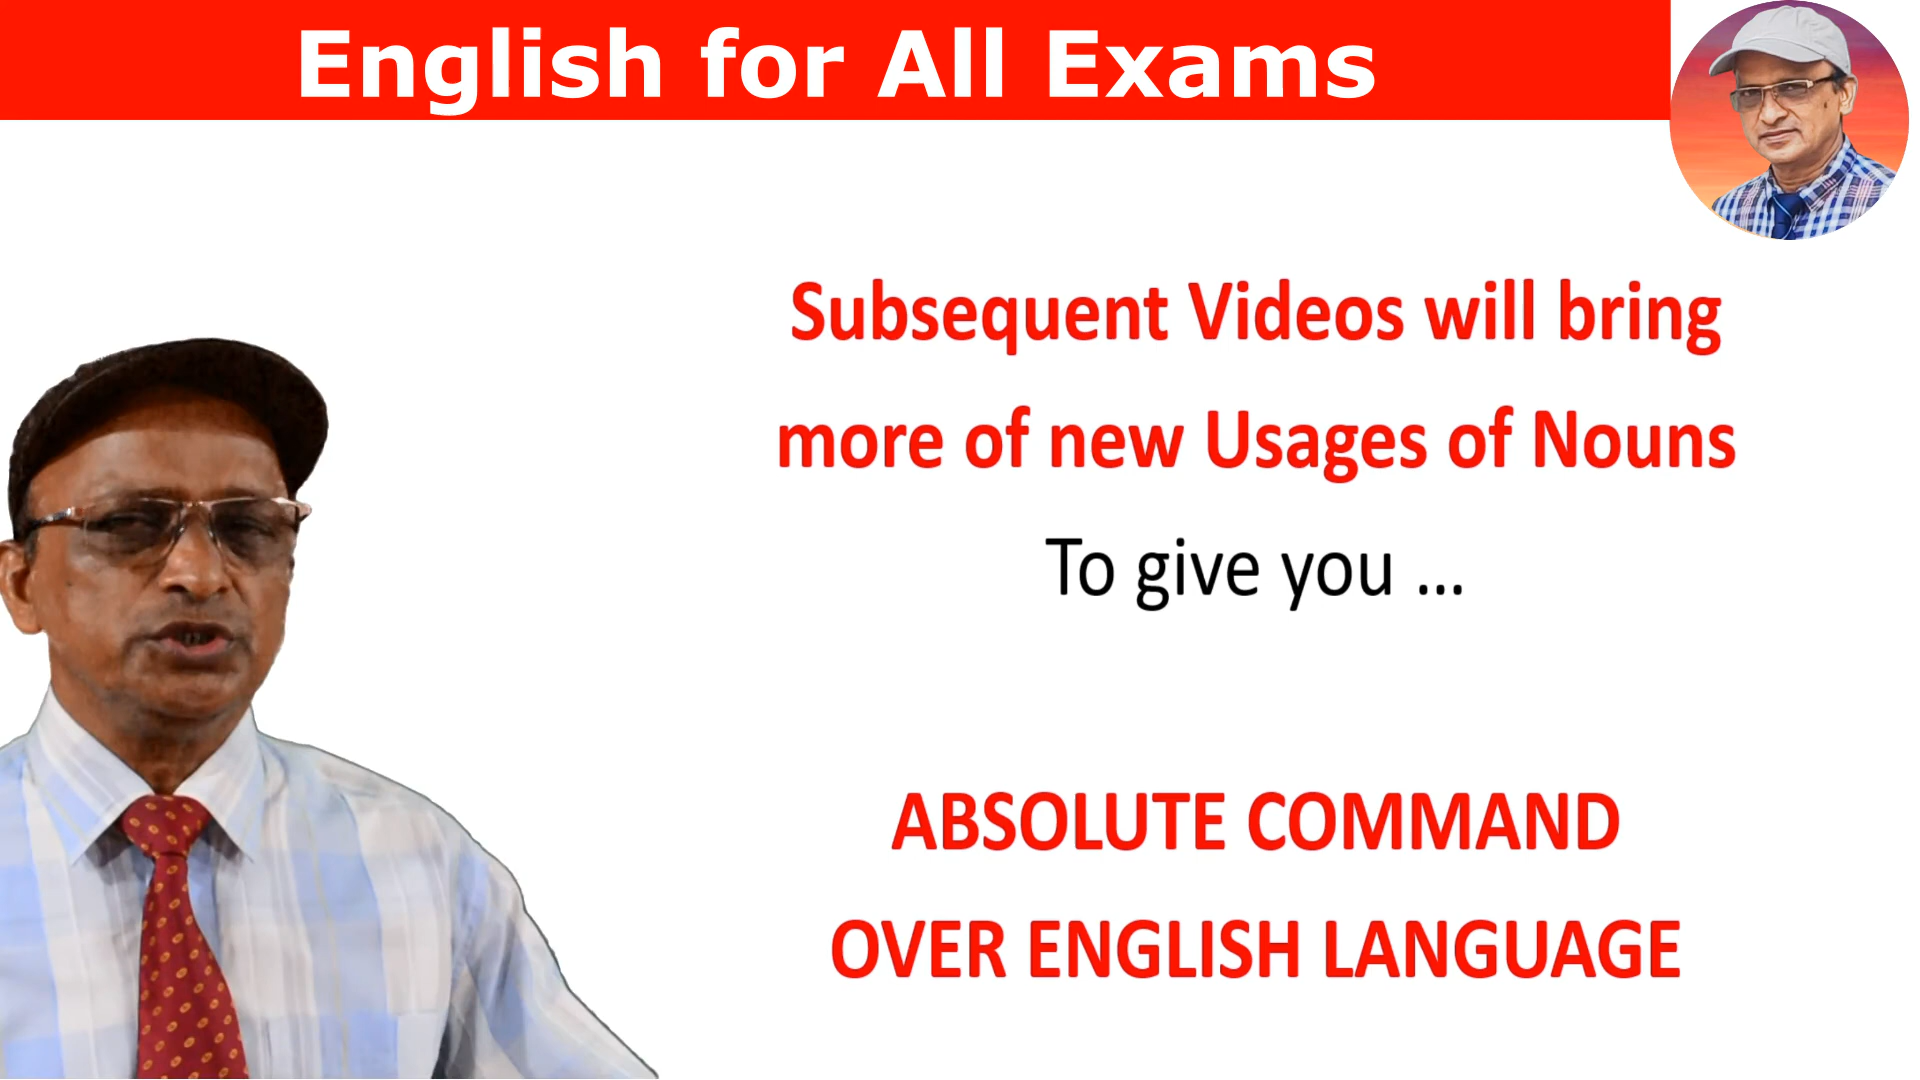 English for All Exams
Subsequent Videos will bring
more of new Usages of Nouns
To give you ...
ABSOLUTE COMMAND
OVER ENGLISH LANGUAGE